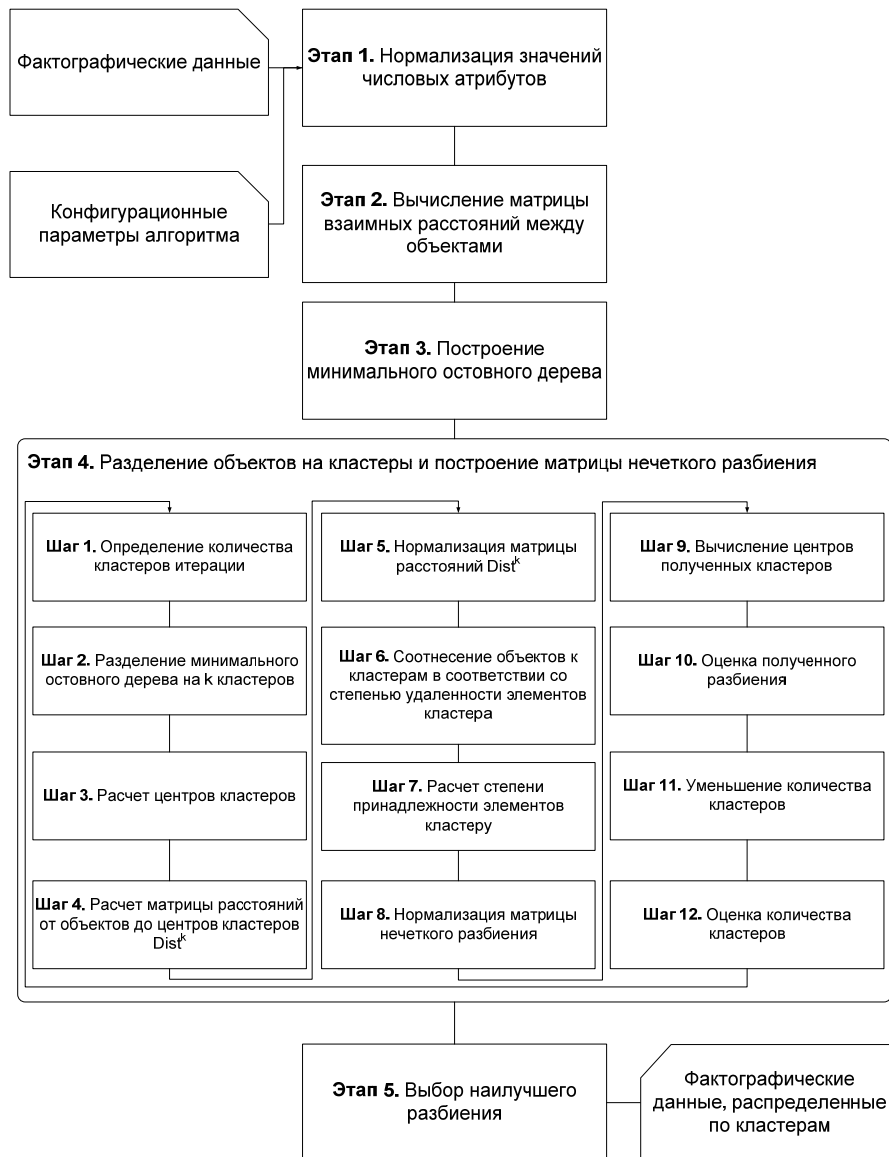 Фактографические данные
Этап 1. Нормализация значений
числовых атрибутов
Конфигурационные
параметры алгоритма
Этап 2. Вычисление матрицы
взаимных расстояний между
объектами
Этап 3. Построение
минимального остовного дерева
Этап 4. Разделение объектов на кластеры и построение матрицы нечеткого разбиения
Шаг 1. Определение количества
кластеров итерации
Шаг 2. Разделение минимального
остовного дерева на k кластеров
Шаг 3. Расчет центров кластеров
Шаг 4. Расчет матрицы расстояний
от объектов до центров кластеров
Dist^k
Шаг 5. Нормализация матрицы
расстояний Dist^k
Шаг 6. Соотнесение объектов к
кластерам в соответствии со
степенью удаленности элементов
кластера
Шаг 7. Расчет степени
принадлежности элементов
кластеру
Шаг 8. Нормализация матрицы
нечеткого разбиения
Шаг 9. Вычисление центров
полученных кластеров
Шаг 10. Оценка полученного
разбиения
Шаг 11. Уменьшение количества
кластеров
Шаг 12. Оценка количества
кластеров
Этап 5. Выбор наилучшего
разбиения
Фактографические
данные, распределенные
по кластерам